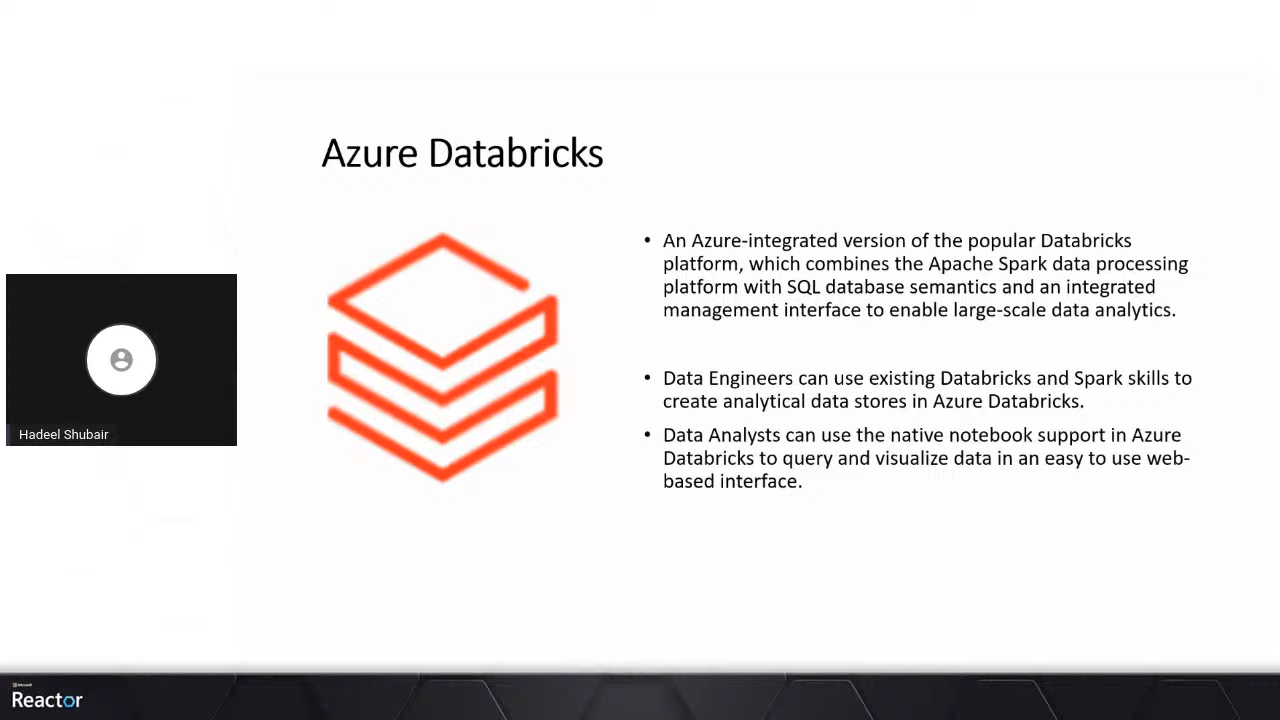 Azure Databricks
• An Azure-integrated version of the popular Databricks
platform, which combines the Apache Spark data processing
platform with SQL database semantics and an integrated
management interface to enable large-scale data analytics.
• Data Engineers can use existing Databricks and Spark skills to
create analytical data stores in Azure Databricks.
• Data Analysts can use the native notebook support in Azure
Databricks to query and visualize data in an easy to use web-
based interface.
Hadeel Shubair
Microsoft
Reactor